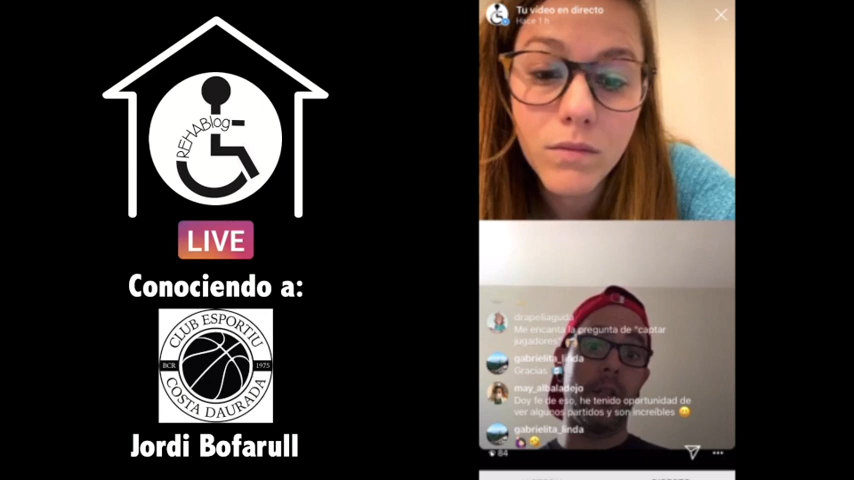 REHABlog
LIVE
Conociendo a:
CLUB ESPORTIU
BCR
1975
COSTA DAURADA
Jordi Bofarull
Tu vídeo en directo
Hace 1 h
drapeliaguda
Me encanta la pregunta de "captar
jugadores"
gabrielita_linda
Gracias
may_albaladejo
Doy fe de eso, he tenido oportunidad de
ver algunos partidos y son increíbles
gabrielita_linda
84